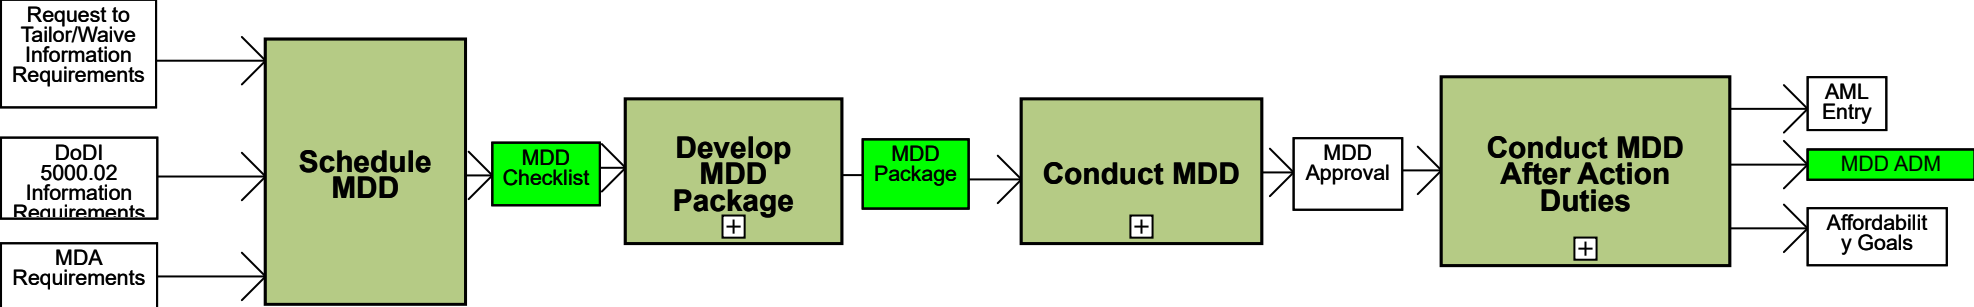 Request to
Tailor/Waive
Information
Requirements
DoDI
5000.02
Information
Requirements
MDA
Requirements
Schedule
MDD
MDD
Checklist
Develop
MDD
Package
+
MDD
Package
Conduct MDD
+
MDD
Approval
Conduct MDD
After Action
Duties
+
AML
Entry
MDD ADM
Affordabilit
y Goals